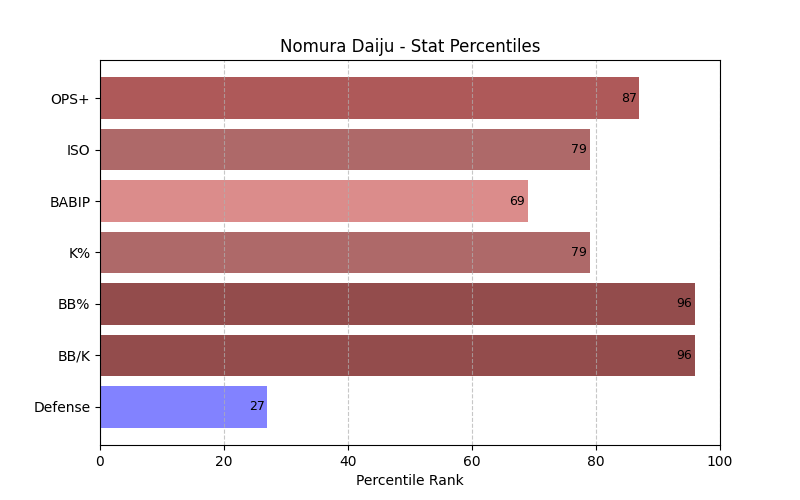 Nomura Daiju - Stat Percentiles
OPS+ 87
ISO 79
BABIP 69
K% 79
BB% 96
BB/K 96
Defense 27
0 20 40 60 80 100
Percentile Rank